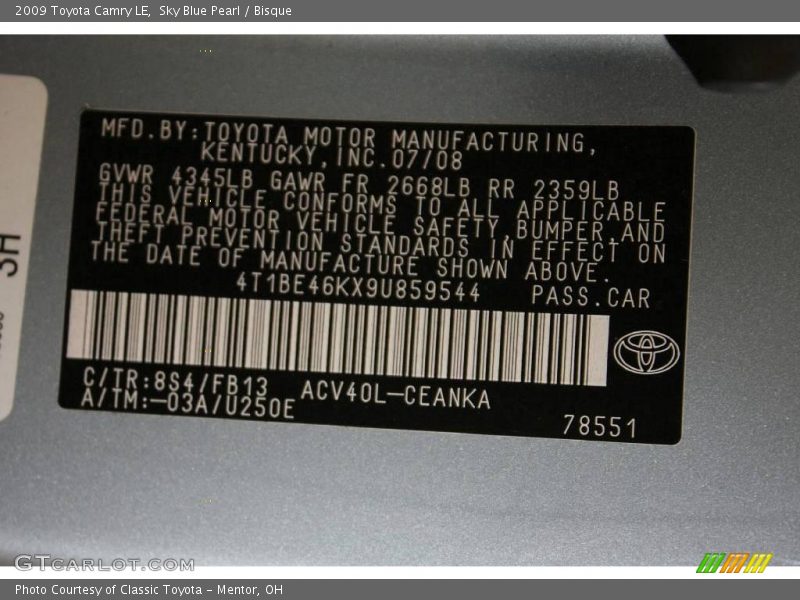 2009 Toyota Camry LE,  Sky Blue Pearl / Bisque
MFD.BY:TOYOTA MOTOR MANUFACTURING,
KENTUCKY,INC.07/08
GVWR 4345LB GAWR FR 2668LB RR 2359LB
THIS VEHICLE CONFORMS TO ALL APPLICABLE
FEDERAL MOTOR VEHICLE SAFETY,BUMPER,AND
THEFT PREVENTION STANDARDS IN EFFECT ON
THE DATE OF MANUFACTURE SHOWN ABOVE.
4T1BE46KX9U859544 PASS.CAR
C/TR:8S4/FB13 ACV40L-CEANKA
A/TM:-03A/U250E
78551
3H
GTCARLOT.COM
Photo Courtesy of Classic Toyota - Mentor, OH